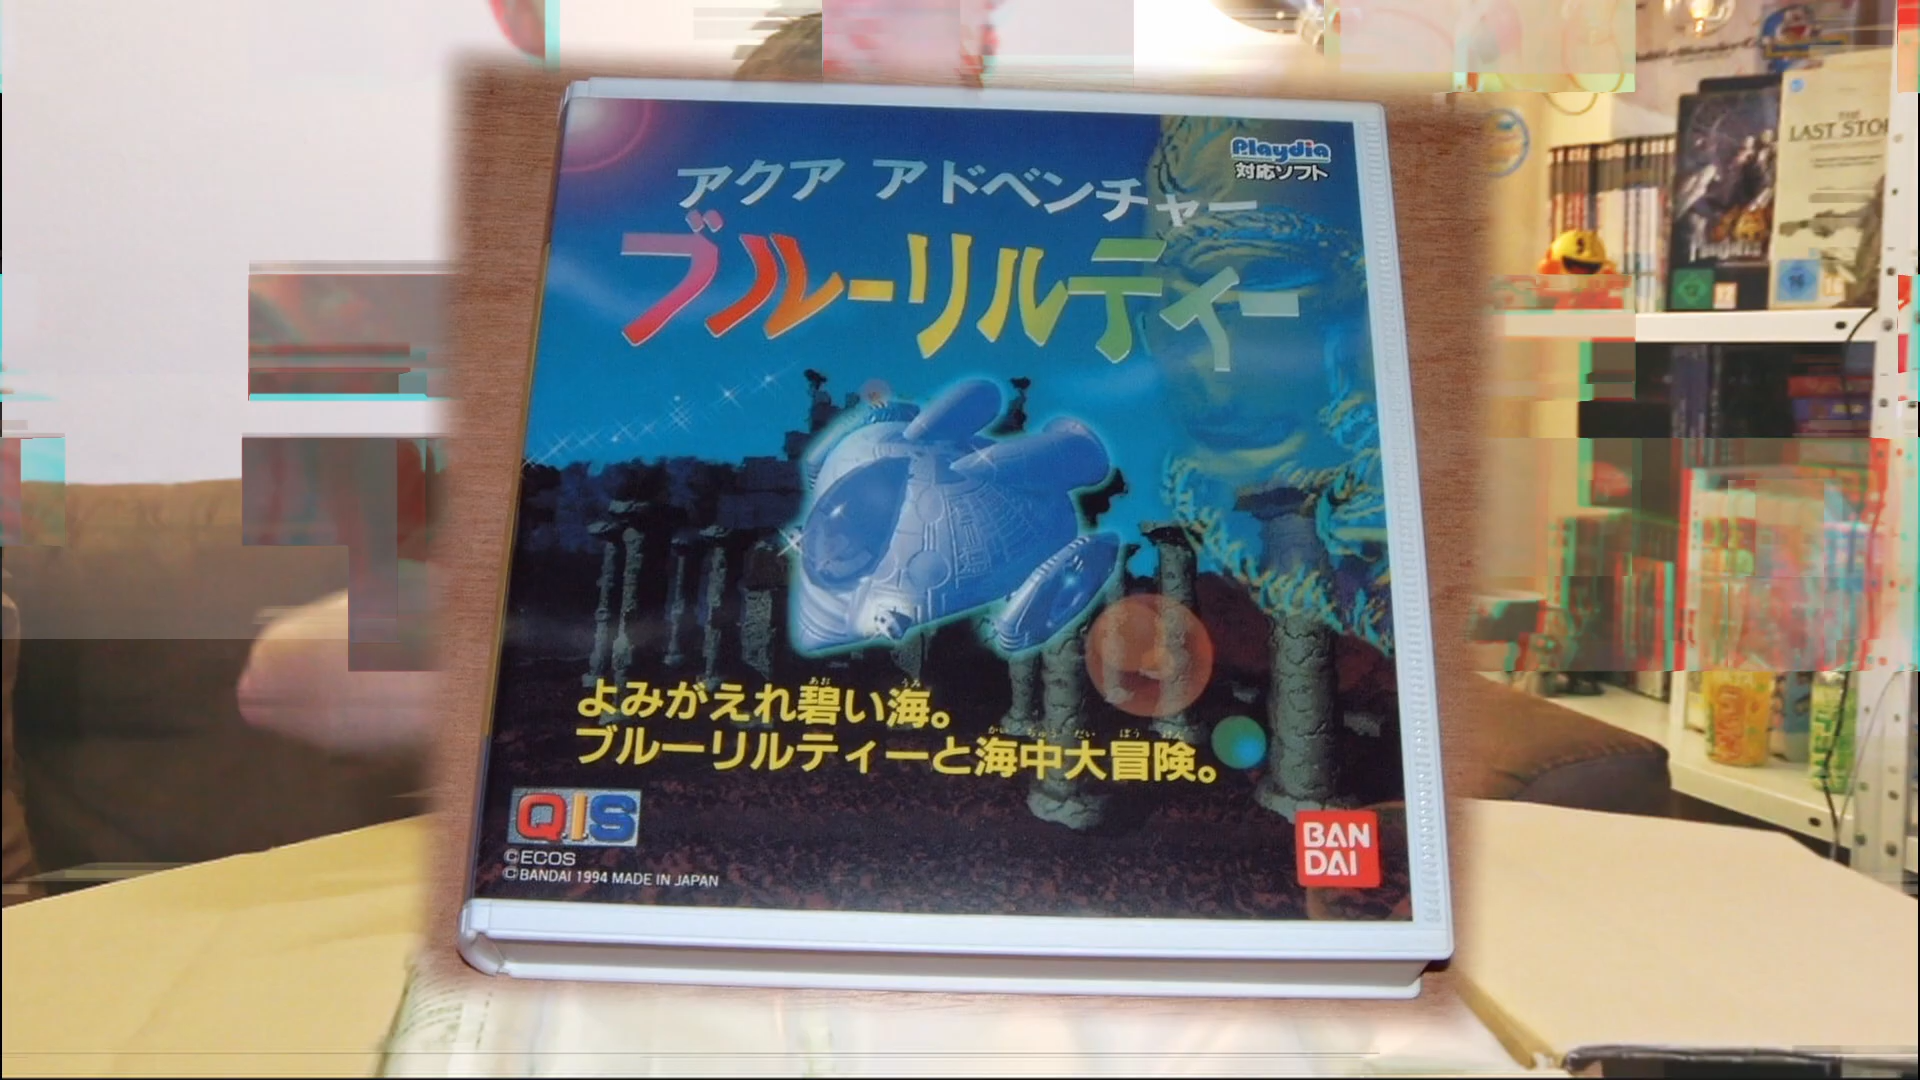 Playdia
対応ソフト
アクア アドベンチャー
ブルーリルティー
よみがえれ碧い海。
ブルーリルティーと海中大冒険。
QIS
©ECOS
©BANDAI 1994 MADE IN JAPAN
BAN
DAI
THE
LAST STORY